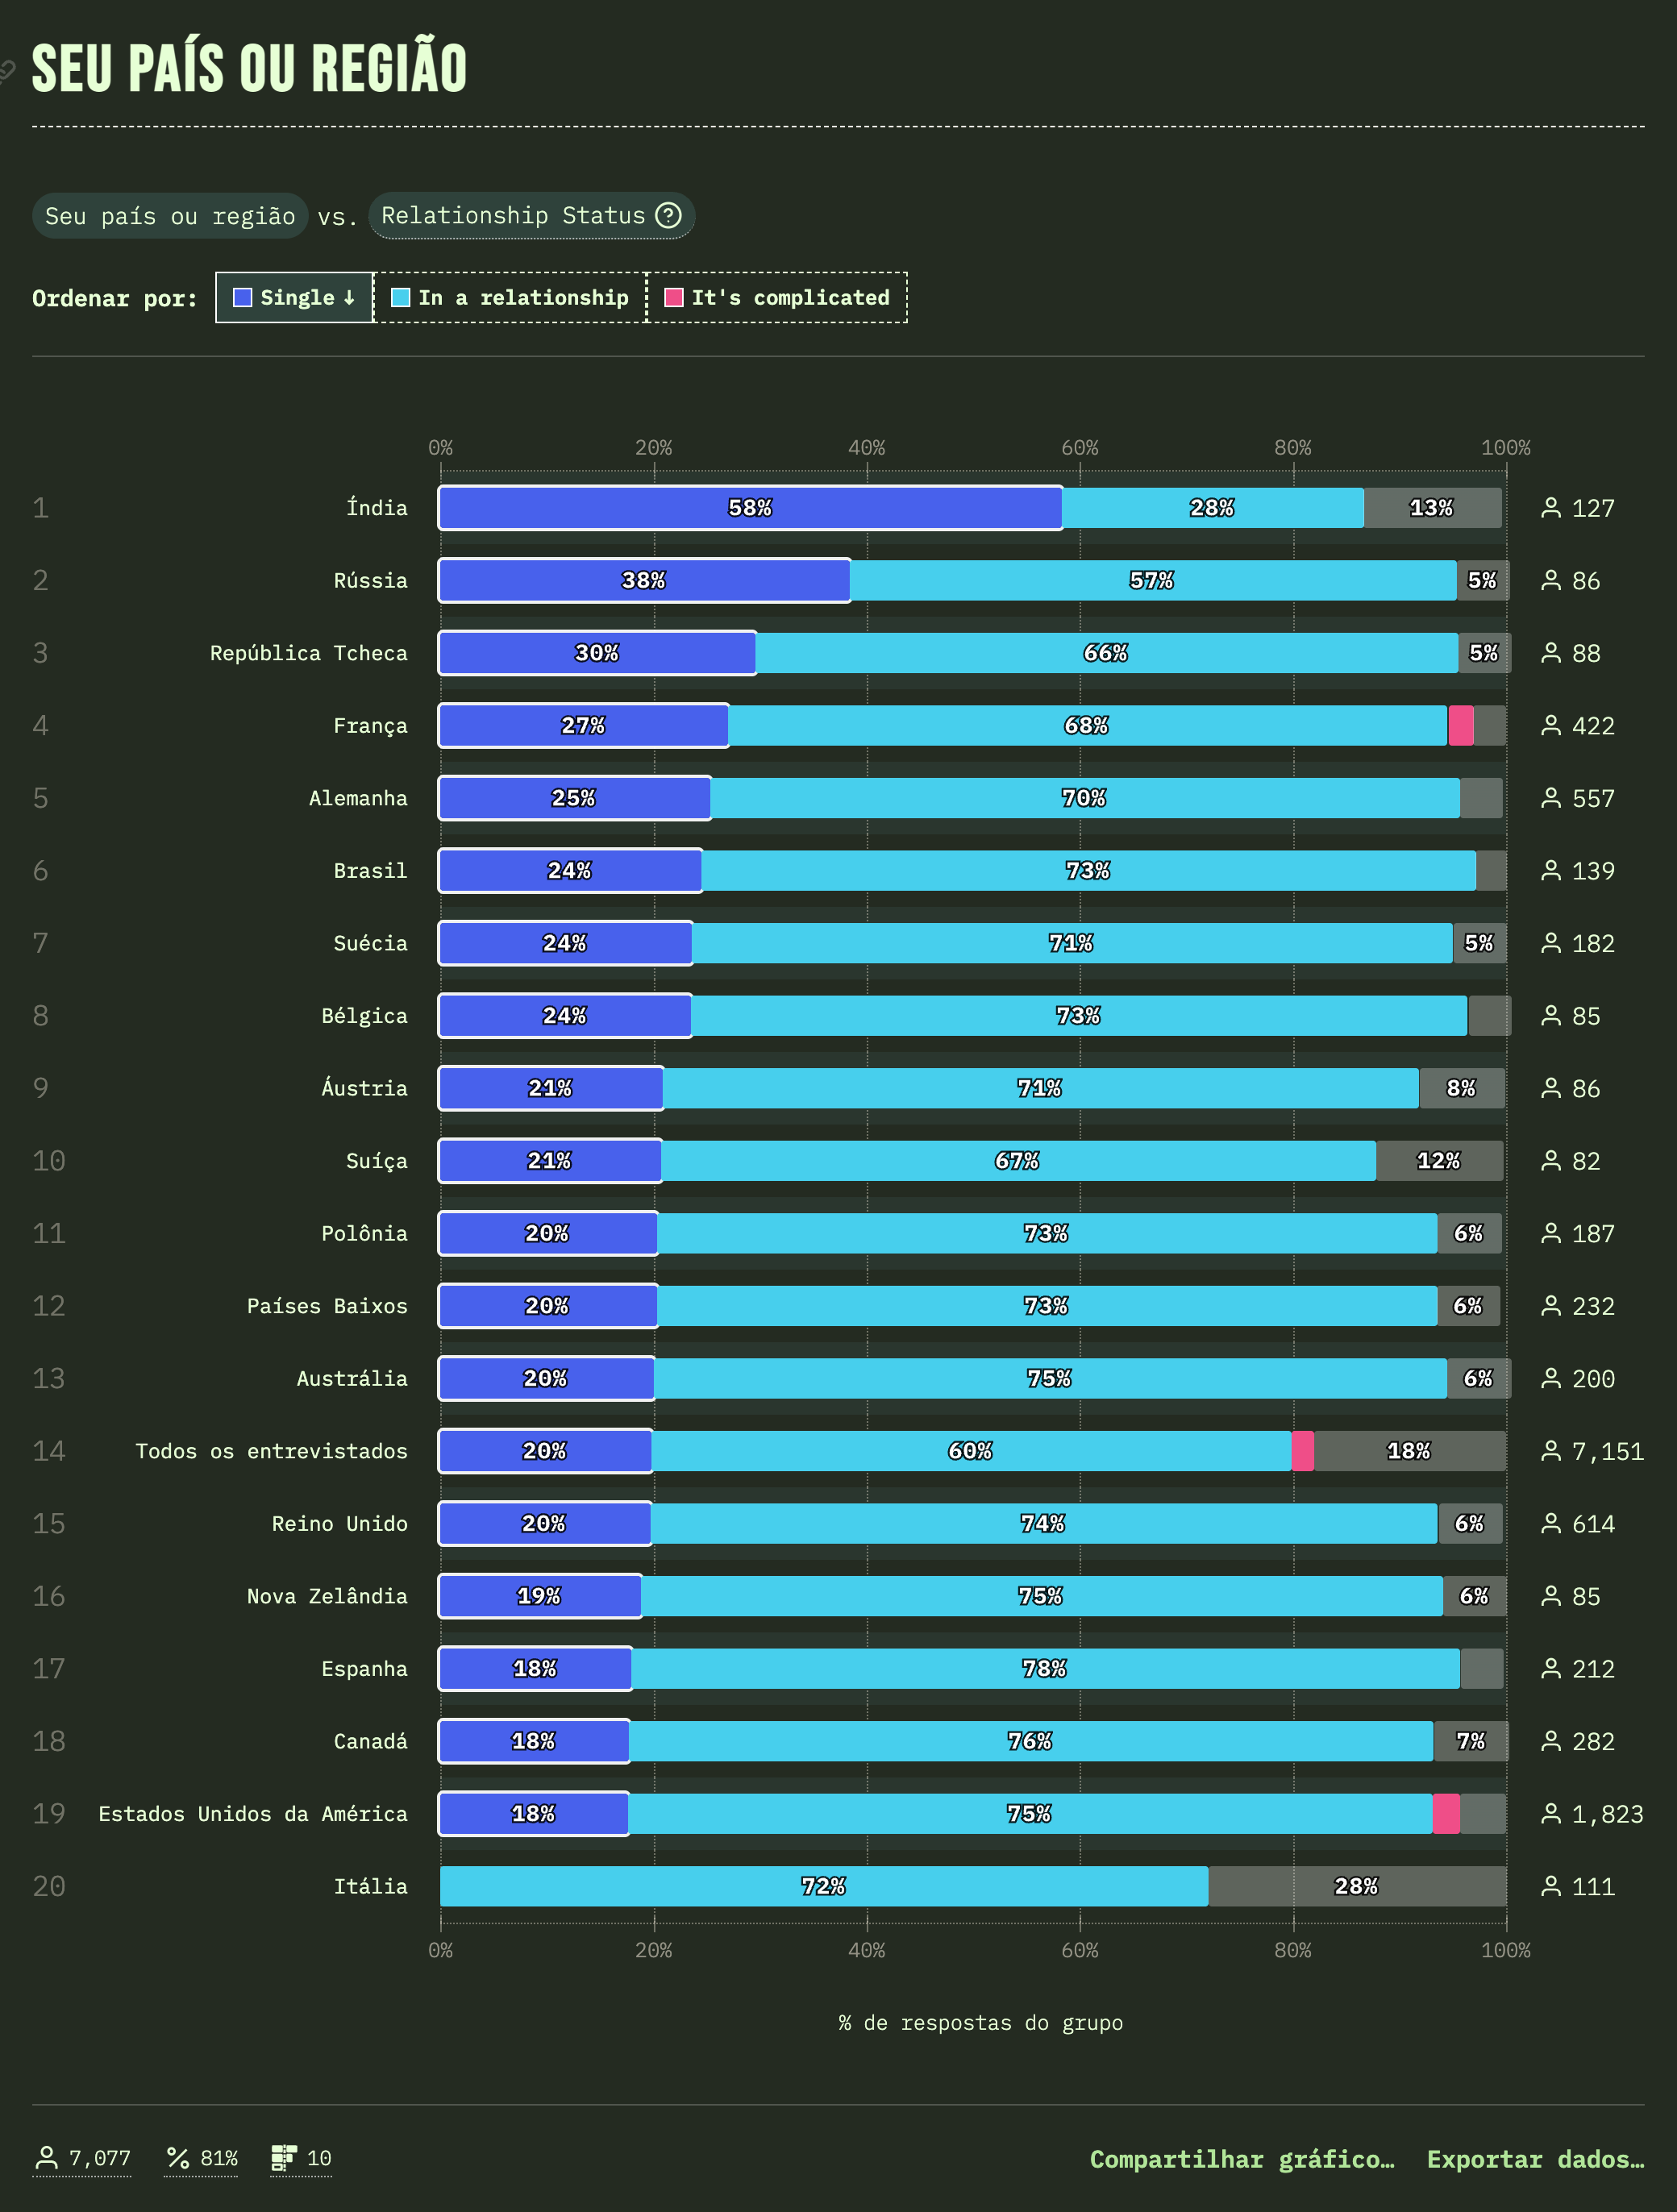 SEU PAÍS OU REGIÃO
Seu país ou região vs. Relationship Status ?
Ordenar por: Single ↓ In a relationship It's complicated
0% 20% 40% 60% 80% 100%
1 Índia 58% 28% 13% 127
2 Rússia 38% 57% 5% 86
3 República Tcheca 30% 66% 5% 88
4 França 27% 68% 422
5 Alemanha 25% 70% 557
6 Brasil 24% 73% 139
7 Suécia 24% 71% 5% 182
8 Bélgica 24% 73% 85
9 Áustria 21% 71% 8% 86
10 Suíça 21% 67% 12% 82
11 Polônia 20% 73% 6% 187
12 Países Baixos 20% 73% 6% 232
13 Austrália 20% 75% 6% 200
14 Todos os entrevistados 20% 60% 18% 7,151
15 Reino Unido 20% 74% 6% 614
16 Nova Zelândia 19% 75% 6% 85
17 Espanha 18% 78% 212
18 Canadá 18% 76% 7% 282
19 Estados Unidos da América 18% 75% 1,823
20 Itália 72% 28% 111
0% 20% 40% 60% 80% 100%
% de respostas do grupo
7,077 % 81% 10 Compartilhar gráfico… Exportar dados…